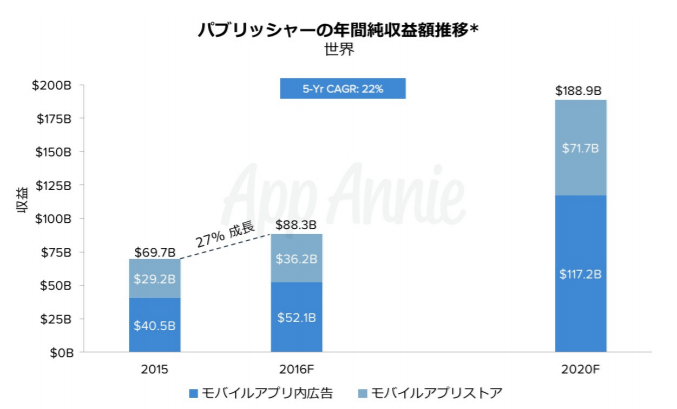 パブリッシャーの年間純収益額推移*
世界
5-Yr CAGR: 22%
収益
$200B
$175B
$150B
$125B
$100B
$75B
$50B
$25B
$0B
App Annie
$69.7B
$29.2B
$40.5B
27% 成長
$88.3B
$36.2B
$52.1B
$188.9B
$71.7B
$117.2B
2015
2016F
2020F
モバイルアプリ内広告
モバイルアプリストア